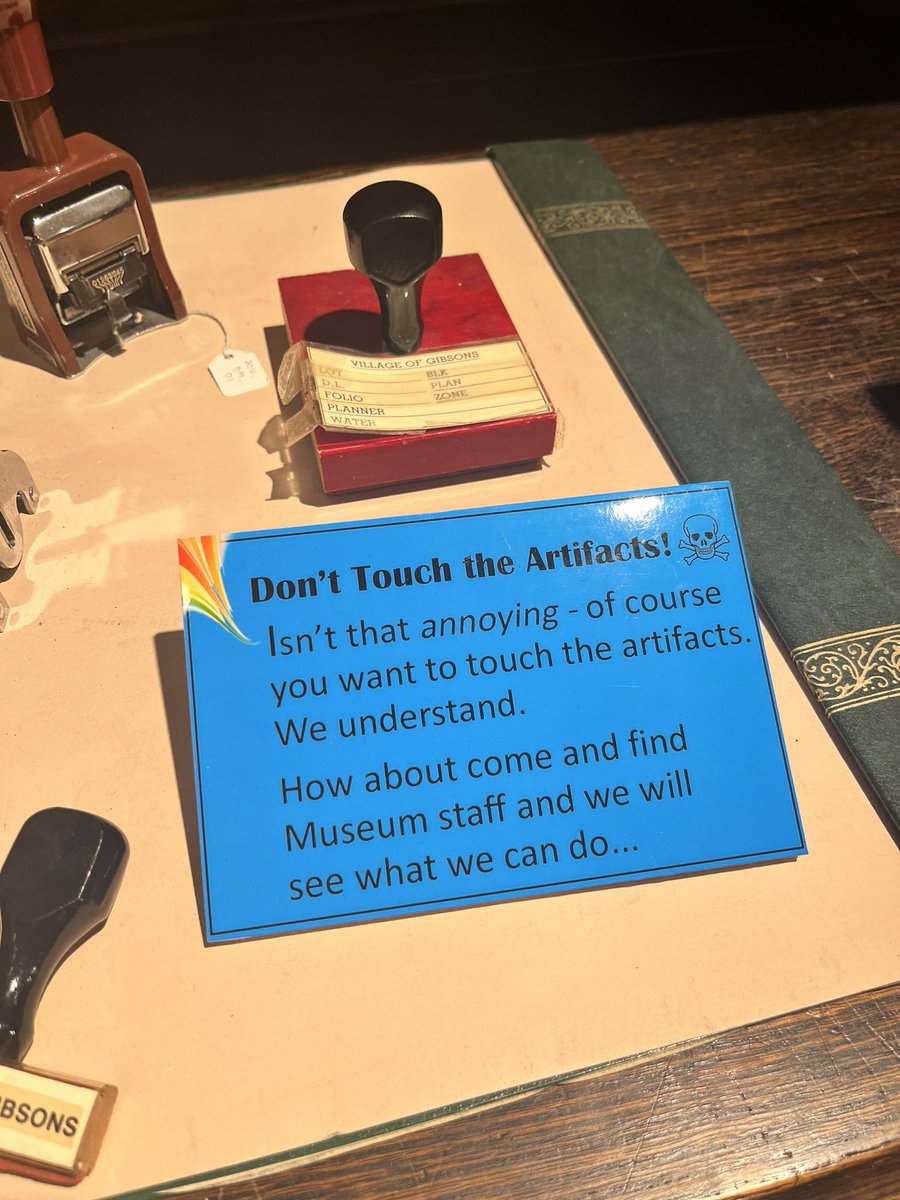 VILLAGE OF GIBSONS
LOT BLK
D.L. PLAN
FOLIO ZONE
PLANNER
WATER
Don't Touch the Artifacts!
Isn't that annoying - of course
you want to touch the artifacts.
We understand.
How about come and find
Museum staff and we will
see what we can do...
IBSONS